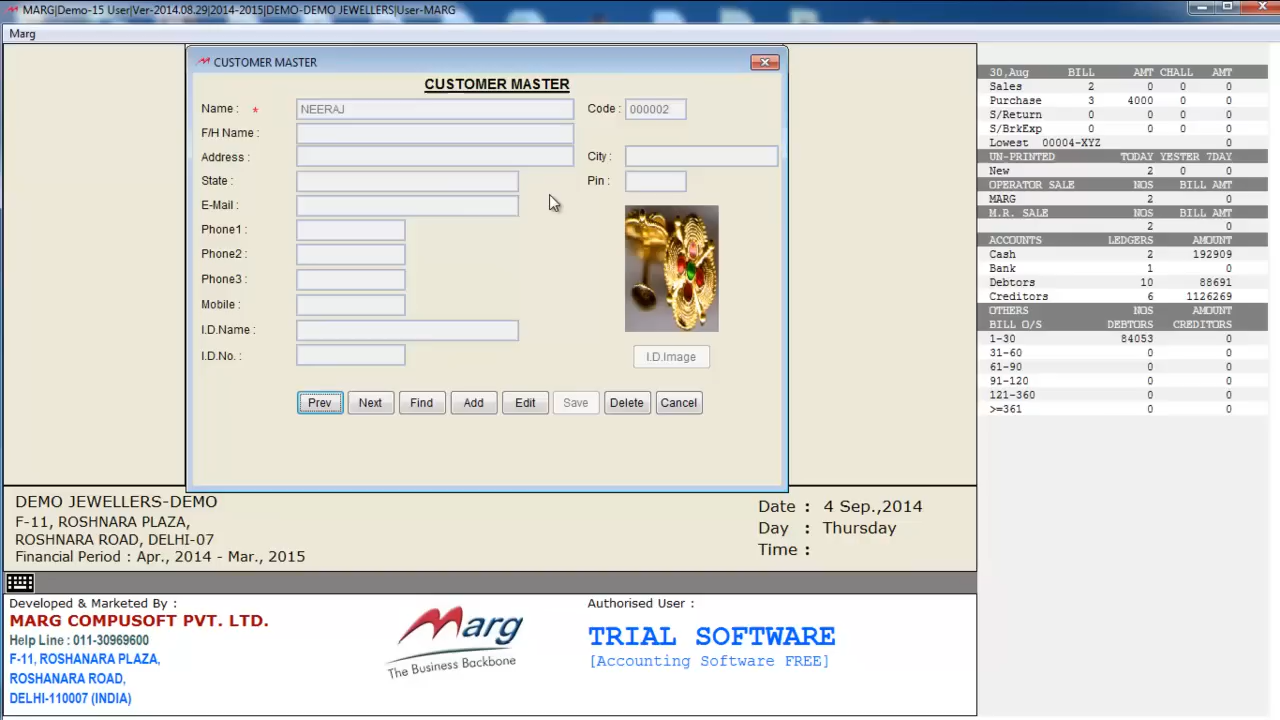 MARG|Demo-15 User|Ver-2014.08.29|2014-2015|DEMO-DEMO JEWELLERS|User-MARG
Marg
CUSTOMER MASTER
CUSTOMER MASTER
Name : * NEERAJ Code : 000002
F/H Name :
Address : City :
State : Pin :
E-Mail :
Phone1 :
Phone2 :
Phone3 :
Mobile :
I.D.Name :
I.D.No. : I.D.Image
Prev Next Find Add Edit Save Delete Cancel
30,Aug BILL AMT CHALL AMT
Sales 2 0 0 0
Purchase 3 4000 0 0
S/Return 0 0 0 0
S/BrkExp 0 0 0 0
Lowest 00004-XYZ 0
UN-PRINTED TODAY YESTER 7DAY
New 2 0 0
OPERATOR SALE NOS BILL AMT
MARG 2 0
M.R. SALE NOS BILL AMT
2 0
ACCOUNTS LEDGERS AMOUNT
Cash 2 192909
Bank 1 0
Debtors 10 88691
Creditors 6 1126269
OTHERS NOS AMOUNT
BILL O/S DEBTORS CREDITORS
1-30 84053 0
31-60 0 0
61-90 0 0
91-120 0 0
121-360 0 0
>=361 0 0
DEMO JEWELLERS-DEMO
F-11, ROSHNARA PLAZA,
ROSHNARA ROAD, DELHI-07
Financial Period : Apr., 2014 - Mar., 2015
Date : 4 Sep.,2014
Day : Thursday
Time :
Developed & Marketed By :
MARG COMPUSOFT PVT. LTD.
Help Line : 011-30969600
F-11, ROSHANARA PLAZA,
ROSHANARA ROAD,
DELHI-110007 (INDIA)
Marg
The Business Backbone
Authorised User :
TRIAL SOFTWARE
[Accounting Software FREE]